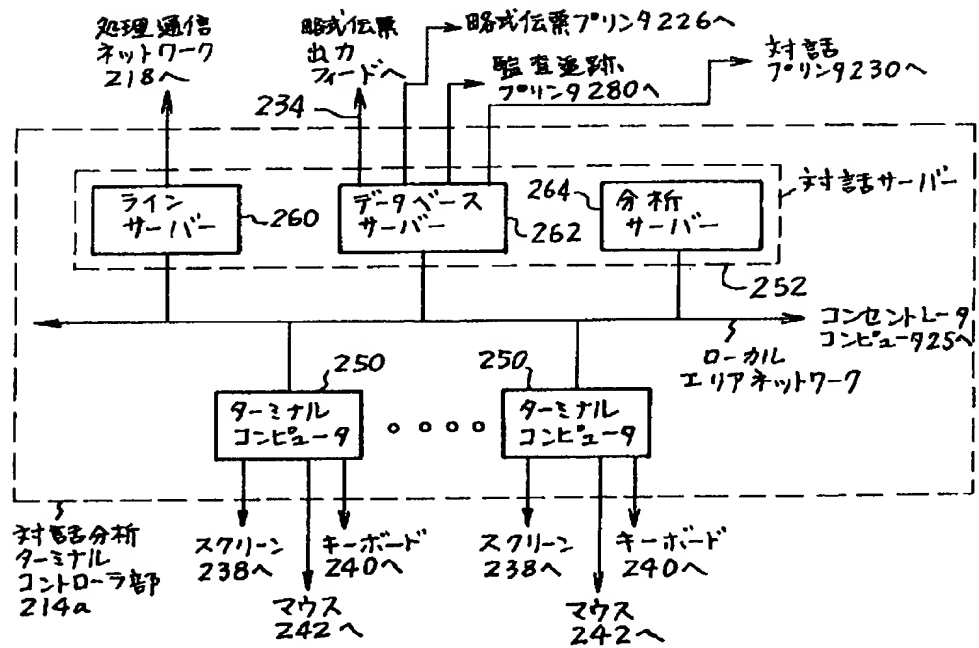 処理通信
ネットワーク
218へ
略式伝票
出力
フィードへ
略式伝票プリンタ226へ
監査追跡
プリンタ280へ
対話
プリンタ230へ
234
対話サーバー
ライン
サーバー
260
データベース
サーバー
262
264
分析
サーバー
252
コンセントレータ
コンピュータ25へ
ローカル
エリアネットワーク
250
ターミナル
コンピュータ
250
ターミナル
コンピュータ
対話分析
ターミナル
コントローラ部
214a
スクリーン
238へ
キーボード
240へ
マウス
242へ
スクリーン
238へ
キーボード
240へ
マウス
242へ